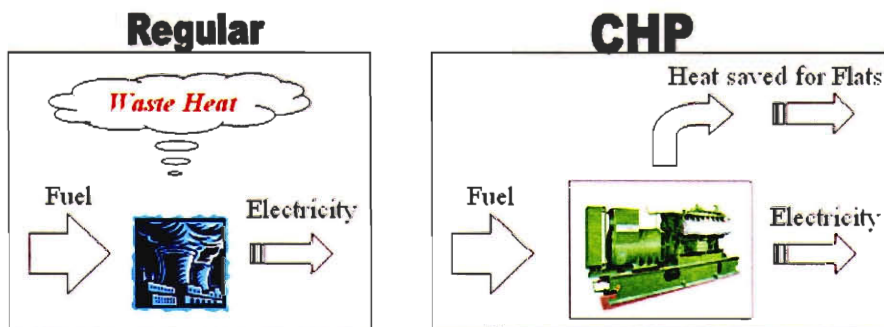 Regular
Waste Heat
Fuel
Electricity
CHP
Heat saved for Flats
Fuel
Electricity